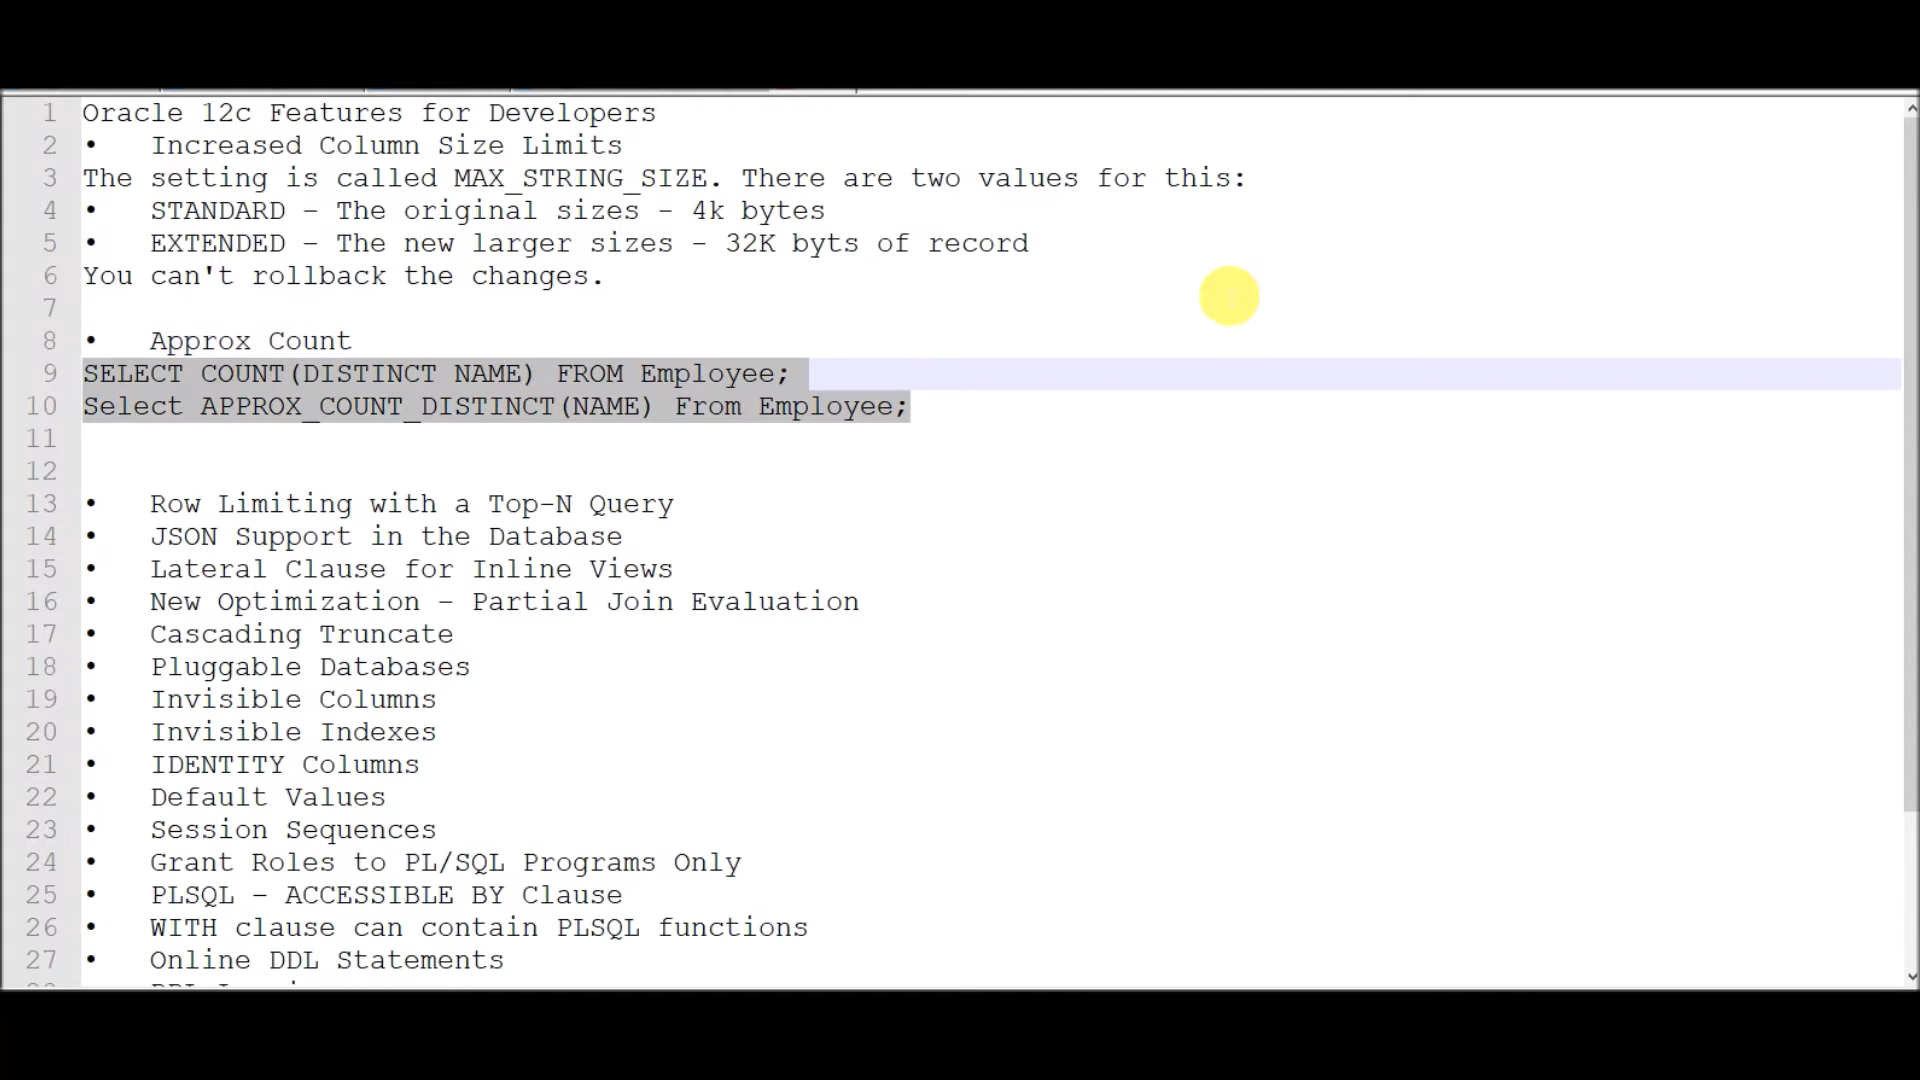 1 Oracle 12c Features for Developers
2 • Increased Column Size Limits
3 The setting is called MAX_STRING_SIZE. There are two values for this:
4 • STANDARD – The original sizes - 4k bytes
5 • EXTENDED – The new larger sizes - 32K byts of record
6 You can't rollback the changes.
7
8 • Approx Count
9 SELECT COUNT(DISTINCT NAME) FROM Employee;
10 Select APPROX_COUNT_DISTINCT(NAME) From Employee;
11
12
13 • Row Limiting with a Top-N Query
14 • JSON Support in the Database
15 • Lateral Clause for Inline Views
16 • New Optimization – Partial Join Evaluation
17 • Cascading Truncate
18 • Pluggable Databases
19 • Invisible Columns
20 • Invisible Indexes
21 • IDENTITY Columns
22 • Default Values
23 • Session Sequences
24 • Grant Roles to PL/SQL Programs Only
25 • PLSQL – ACCESSIBLE BY Clause
26 • WITH clause can contain PLSQL functions
27 • Online DDL Statements